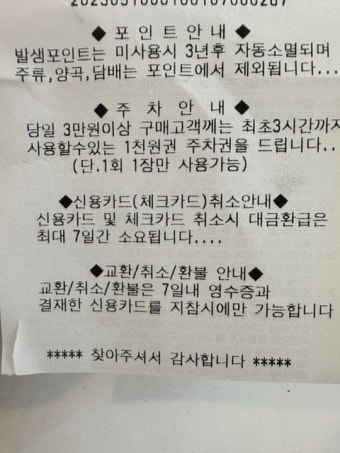 ◆ 포 인 트 안 내 ◆
발생포인트는 미사용시 3년후 자동소멸되며
주류,양곡,담배는 포인트에서 제외됩니다...
◆ 주 차 안 내 ◆
당일 3만원이상 구매고객께는 최초3시간까지
사용할수있는 1천원권 주차권을 드립니다..
(단.1회 1장만 사용가능)
◆신용카드(체크카드)취소안내◆
신용카드 및 체크카드 취소시 대금환급은
최대 7일간 소요됩니다....
◆교환/취소/환불 안내◆
교환/취소/환불은 7일내 영수증과
결재한 신용카드를 지참시에만 가능합니다
***** 찾아주셔서 감사합니다 *****